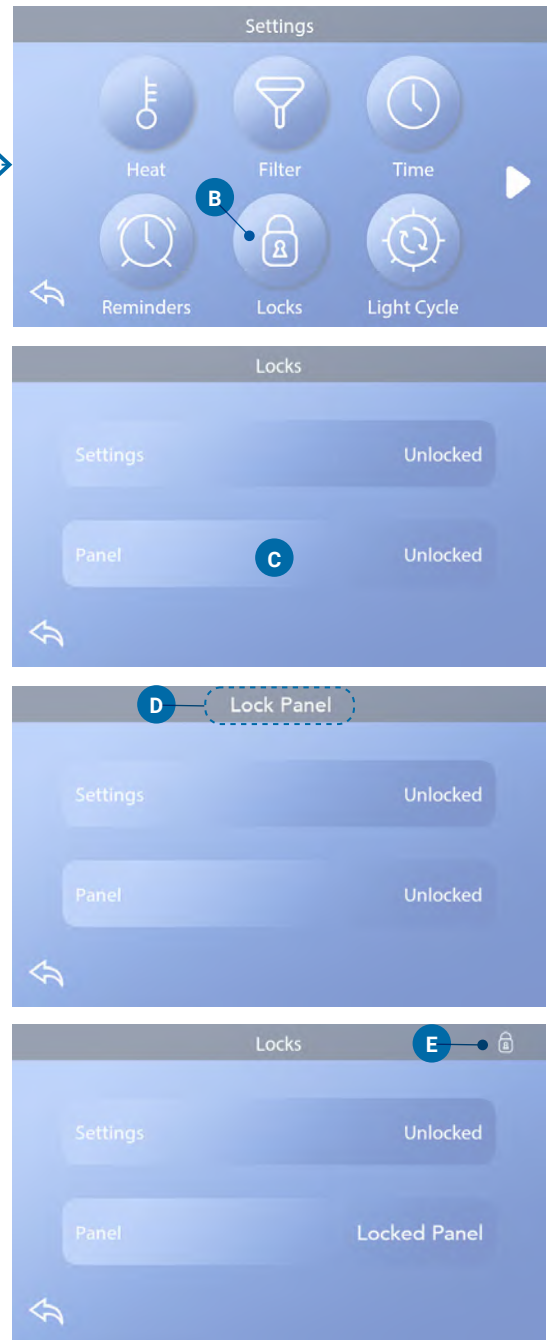 Settings
Heat Filter Time
B
Reminders Locks Light Cycle
Locks
Settings Unlocked
Panel C Unlocked
D Lock Panel
Settings Unlocked
Panel Unlocked
Locks E
Settings Unlocked
Panel Locked Panel